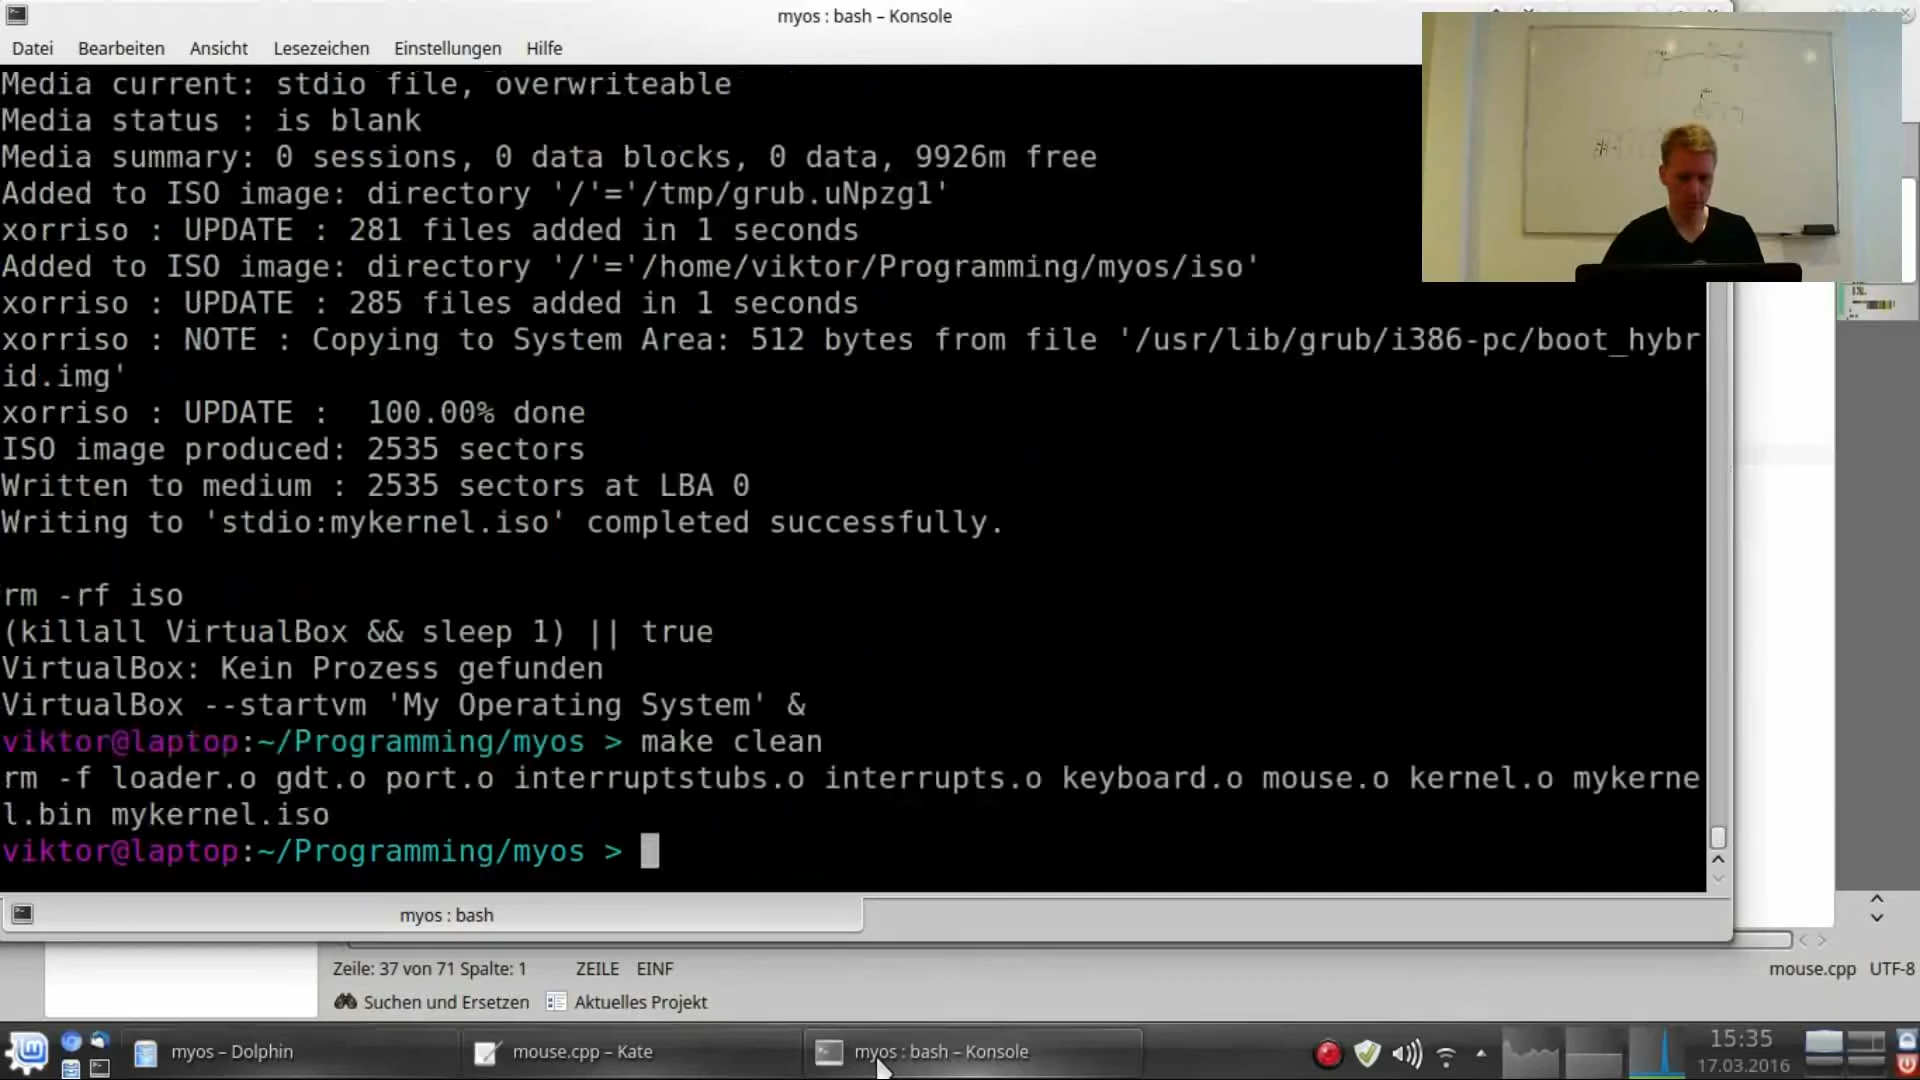 myos : bash – Konsole
Datei Bearbeiten Ansicht Lesezeichen Einstellungen Hilfe
Media current: stdio file, overwriteable
Media status : is blank
Media summary: 0 sessions, 0 data blocks, 0 data, 9926m free
Added to ISO image: directory '/'='/tmp/grub.uNpzg1'
xorriso : UPDATE : 281 files added in 1 seconds
Added to ISO image: directory '/'='/home/viktor/Programming/myos/iso'
xorriso : UPDATE : 285 files added in 1 seconds
xorriso : NOTE : Copying to System Area: 512 bytes from file '/usr/lib/grub/i386-pc/boot_hybr
id.img'
xorriso : UPDATE :  100.00% done
ISO image produced: 2535 sectors
Written to medium : 2535 sectors at LBA 0
Writing to 'stdio:mykernel.iso' completed successfully.
rm -rf iso
(killall VirtualBox && sleep 1) || true
VirtualBox: Kein Prozess gefunden
VirtualBox --startvm 'My Operating System' &
viktor@laptop:~/Programming/myos > make clean
rm -f loader.o gdt.o port.o interruptstubs.o interrupts.o keyboard.o mouse.o kernel.o mykerne
l.bin mykernel.iso
viktor@laptop:~/Programming/myos >
myos : bash
Zeile: 37 von 71 Spalte: 1 ZEILE EINF mouse.cpp UTF-8
Suchen und Ersetzen Aktuelles Projekt
myos – Dolphin mouse.cpp – Kate myos : bash – Konsole 15:35
17.03.2016